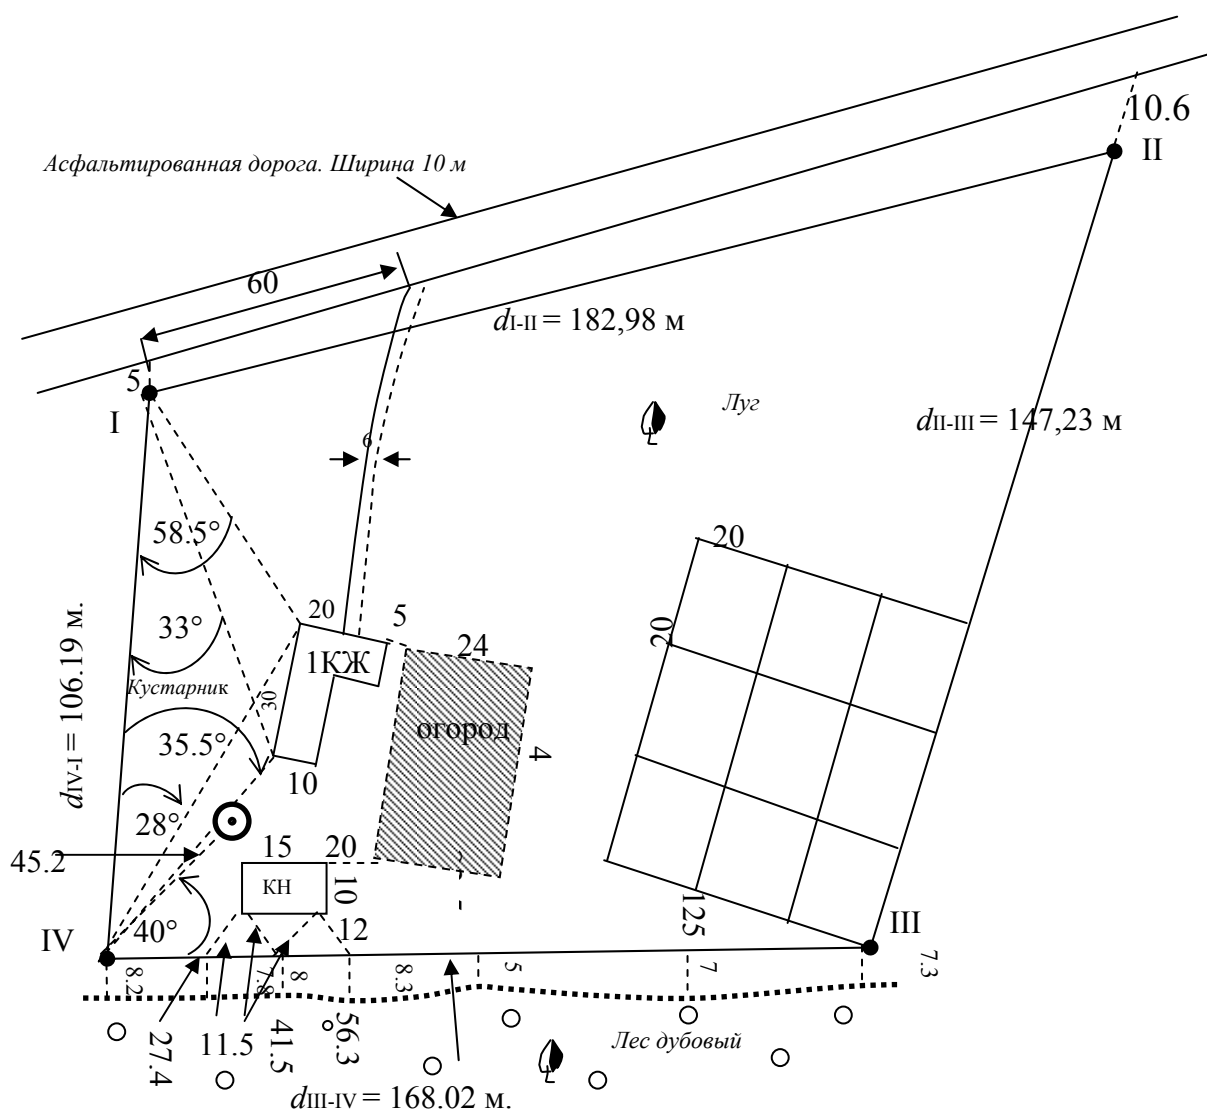 10.6
II
Асфальтированная дорога. Ширина 10 м
60
dI-II = 182,98 м
5
I
Луг
dII-III = 147,23 м
6
58.5°
20
20
33°
20
5
24
1КЖ
Кустарник
30
огород
dIV-I = 106.19 м.
35.5°
4
10
28°
45.2
15
20
КН
10
125
III
IV
40°
12
8.2
7.8
8
8.3
5
7
7.3
27.4
11.5
41.5
56.3
Лес дубовый
dIII-IV = 168.02 м.